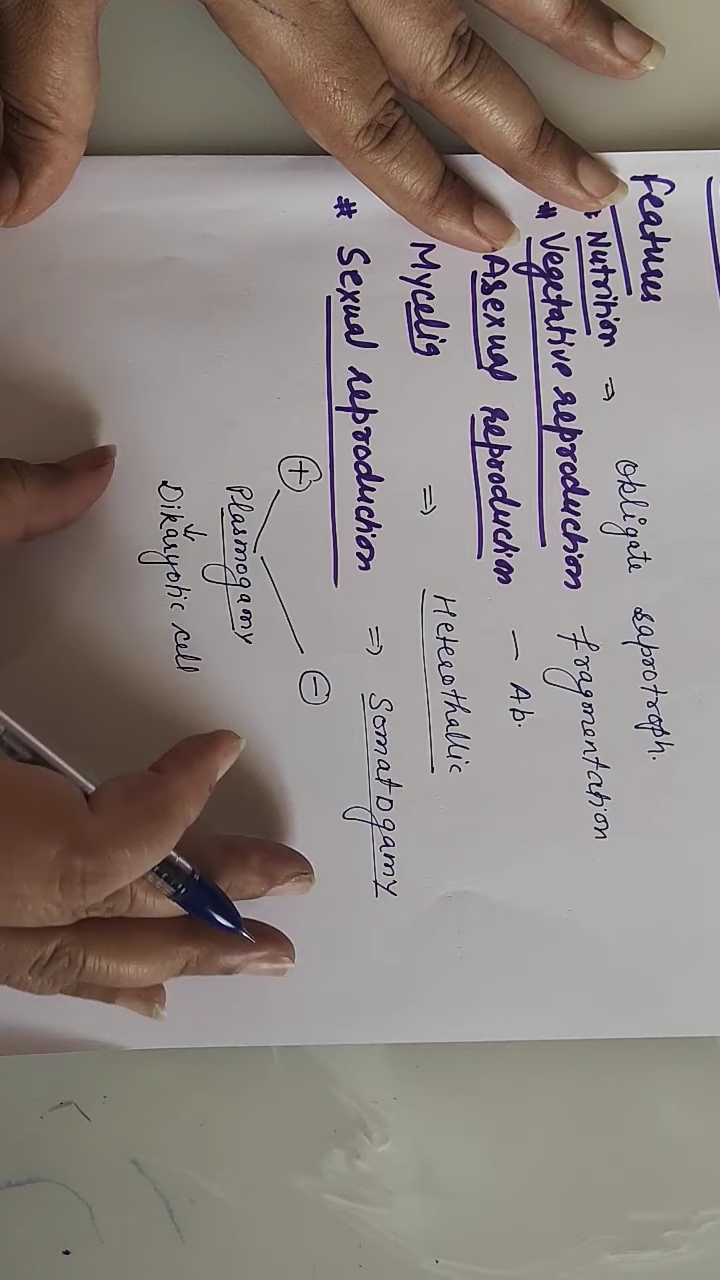 Features
* Nutrition ⇒ Obligate saprotroph.
# Vegetative reproduction fragmentation
Asexual reproduction – Ab.
Mycelia ⇒ Heterothallic
# Sexual reproduction ⇒ Somatogamy
+ −
Plasmogamy
↓
Dikaryotic cell